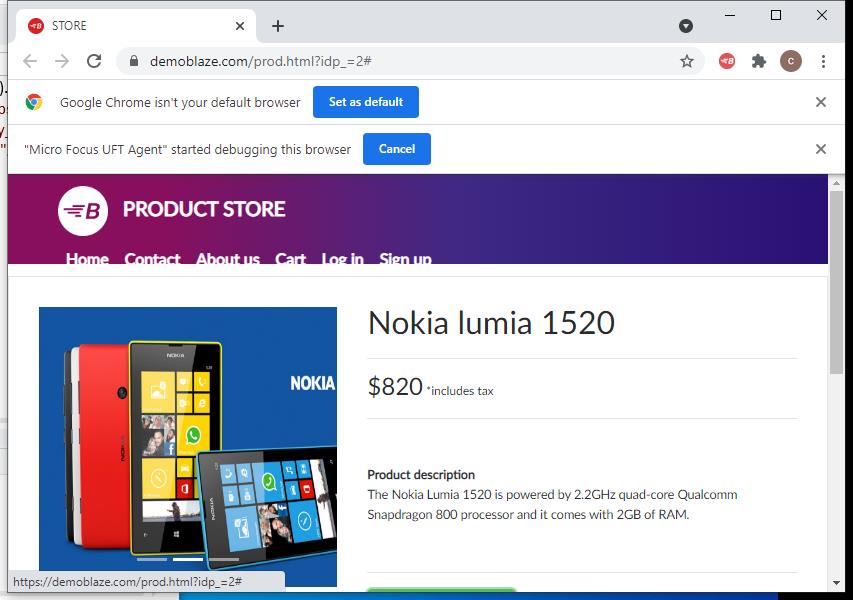 STORE
demoblaze.com/prod.html?idp_=2#
B
C
Google Chrome isn't your default browser
Set as default
"Micro Focus UFT Agent" started debugging this browser
Cancel
B PRODUCT STORE
Home Contact About us Cart Log in Sign up
Nokia lumia 1520
$820 *includes tax
NOKIA
NOKIA
NOKIA
NOKIA
Product description
The Nokia Lumia 1520 is powered by 2.2GHz quad-core Qualcomm
Snapdragon 800 processor and it comes with 2GB of RAM.
https://demoblaze.com/prod.html?idp_=2#